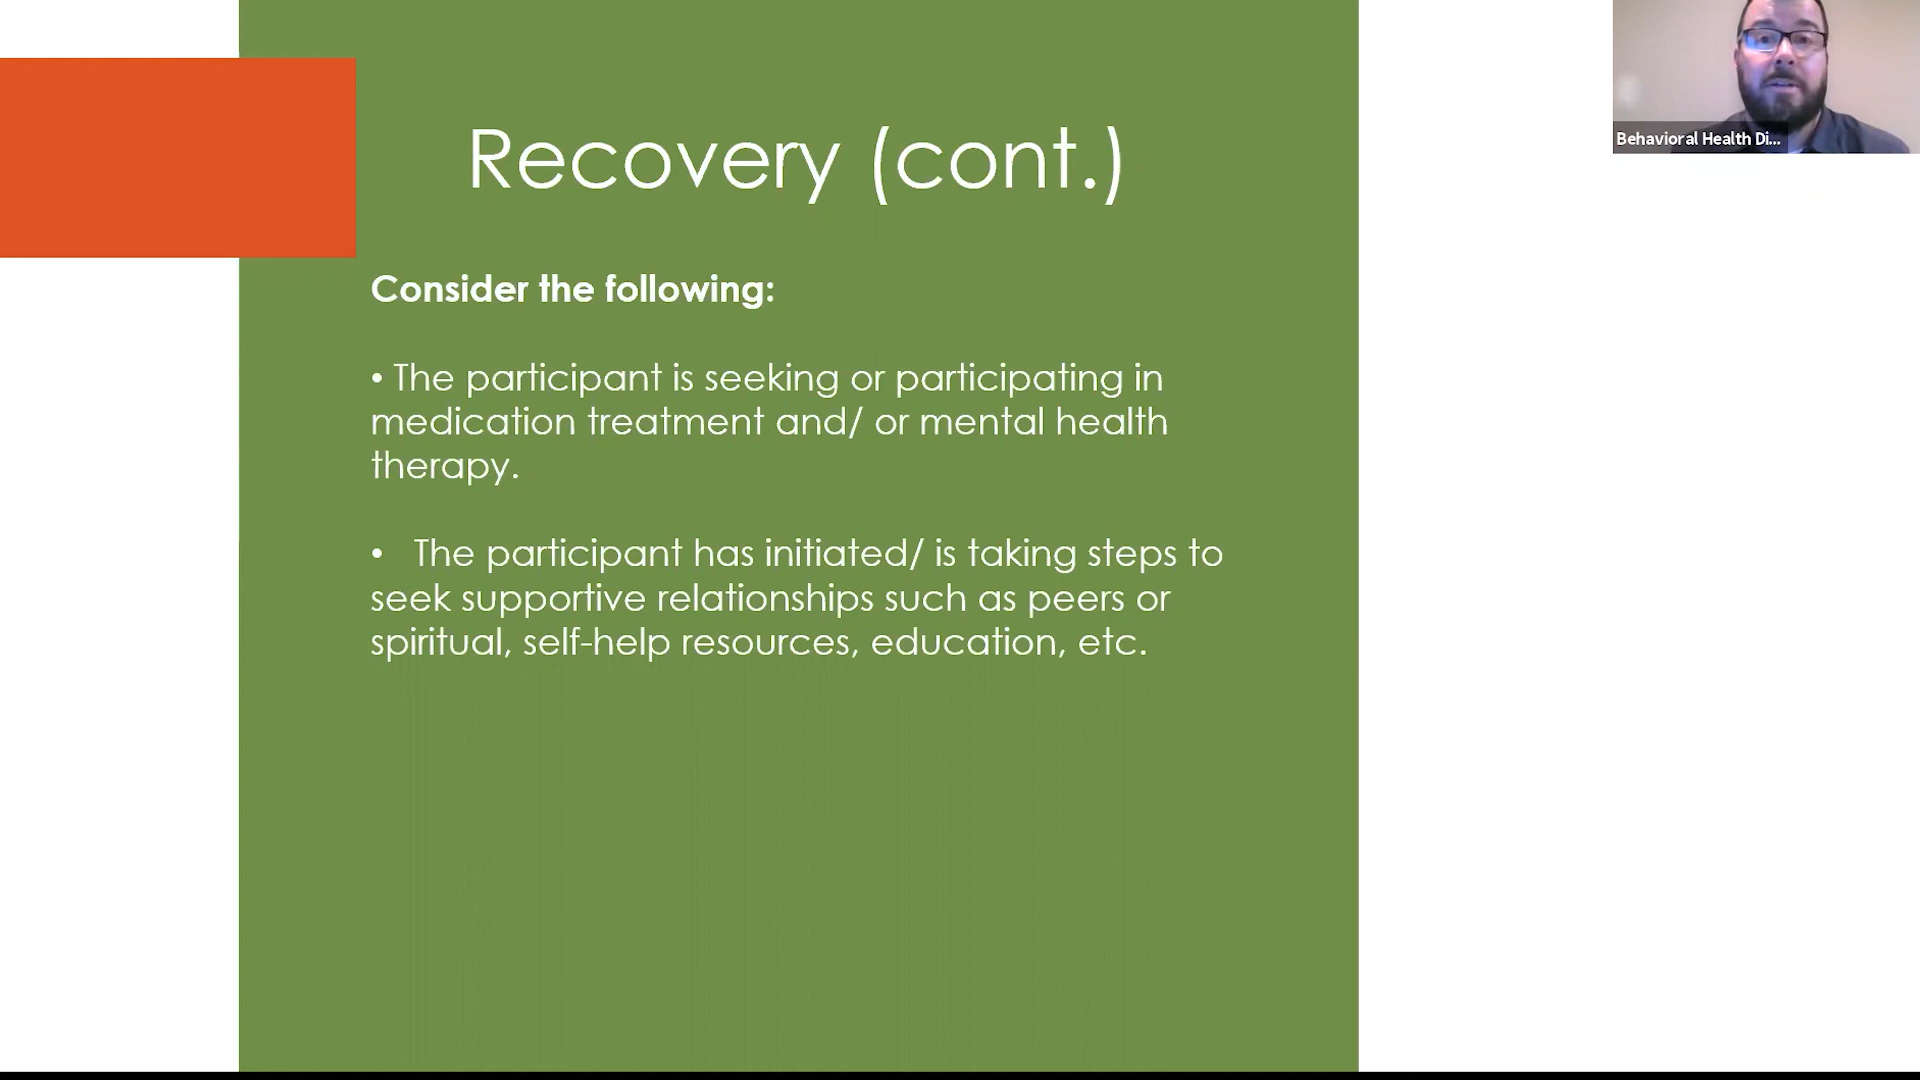 Recovery (cont.)
Consider the following:
• The participant is seeking or participating in
medication treatment and/ or mental health
therapy.
• The participant has initiated/ is taking steps to
seek supportive relationships such as peers or
spiritual, self-help resources, education, etc.
Behavioral Health Di...